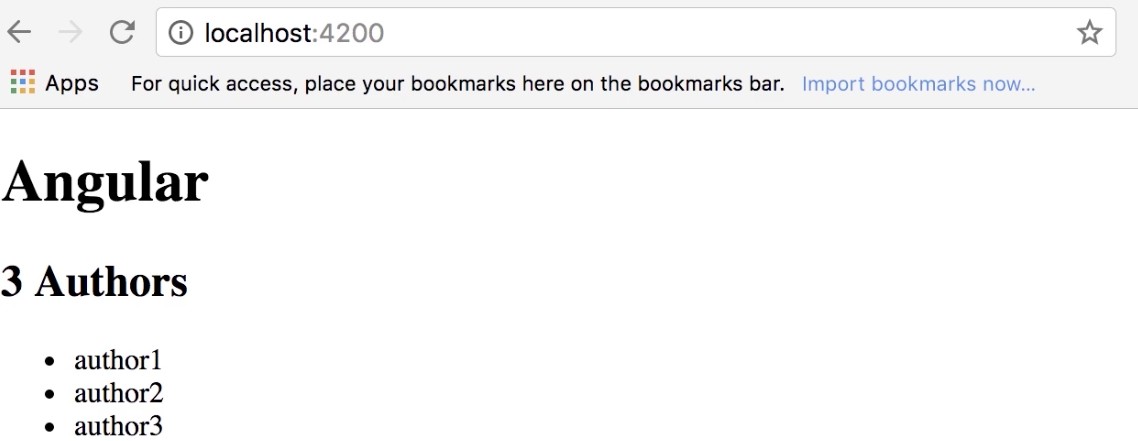 localhost:4200
Apps For quick access, place your bookmarks here on the bookmarks bar. Import bookmarks now...
Angular
3 Authors
author1
author2
author3